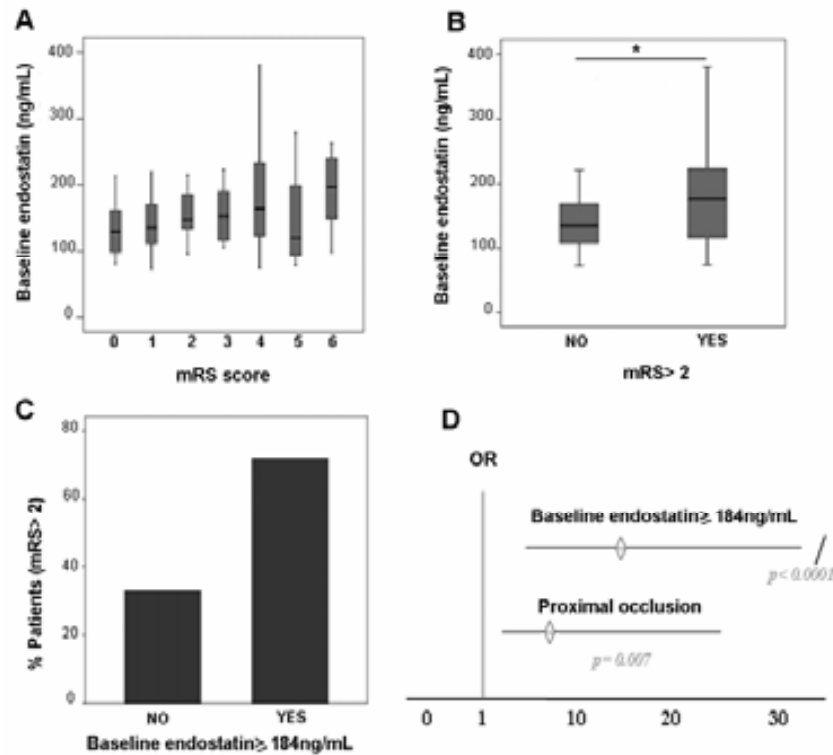 A
Baseline endostatin (ng/mL)
400
300
200
100
0
0 1 2 3 4 5 6
mRS score
B
Baseline endostatin (ng/mL)
400
300
200
100
0
*
NO YES
mRS> 2
C
% Patients (mRS> 2)
80
60
40
20
0
NO YES
Baseline endostatin≥ 184ng/mL
D
OR
Baseline endostatin≥ 184ng/mL
p< 0.0001
Proximal occlusion
p= 0.007
0 1 10 20 30